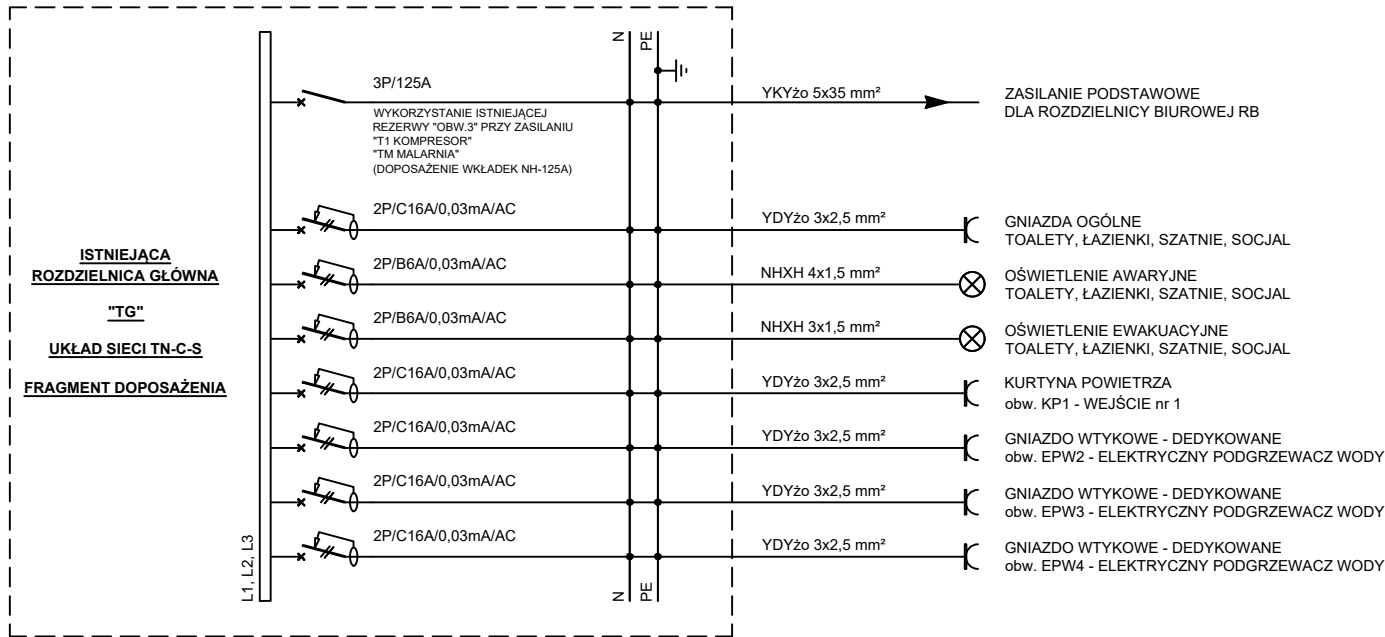 ISTNIEJĄCA
ROZDZIELNICA GŁÓWNA
"TG"
UKŁAD SIECI TN-C-S
FRAGMENT DOPOSAŻENIA
L1, L2, L3
N
PE
N
PE
3P/125A
WYKORZYSTANIE ISTNIEJĄCEJ
REZERWY "OBW.3" PRZY ZASILANIU
"T1 KOMPRESOR"
"TM MALARNIA"
(DOPOSAŻENIE WKŁADEK NH-125A)
YKYżo 5x35 mm²
ZASILANIE PODSTAWOWE
DLA ROZDZIELNICY BIUROWEJ RB
2P/C16A/0,03mA/AC
YDYżo 3x2,5 mm²
GNIAZDA OGÓLNE
TOALETY, ŁAZIENKI, SZATNIE, SOCJAL
2P/B6A/0,03mA/AC
NHXH 4x1,5 mm²
OŚWIETLENIE AWARYJNE
TOALETY, ŁAZIENKI, SZATNIE, SOCJAL
2P/B6A/0,03mA/AC
NHXH 3x1,5 mm²
OŚWIETLENIE EWAKUACYJNE
TOALETY, ŁAZIENKI, SZATNIE, SOCJAL
2P/C16A/0,03mA/AC
YDYżo 3x2,5 mm²
KURTYNA POWIETRZA
obw. KP1 - WEJŚCIE nr 1
2P/C16A/0,03mA/AC
YDYżo 3x2,5 mm²
GNIAZDO WTYKOWE - DEDYKOWANE
obw. EPW2 - ELEKTRYCZNY PODGRZEWACZ WODY
2P/C16A/0,03mA/AC
YDYżo 3x2,5 mm²
GNIAZDO WTYKOWE - DEDYKOWANE
obw. EPW3 - ELEKTRYCZNY PODGRZEWACZ WODY
2P/C16A/0,03mA/AC
YDYżo 3x2,5 mm²
GNIAZDO WTYKOWE - DEDYKOWANE
obw. EPW4 - ELEKTRYCZNY PODGRZEWACZ WODY